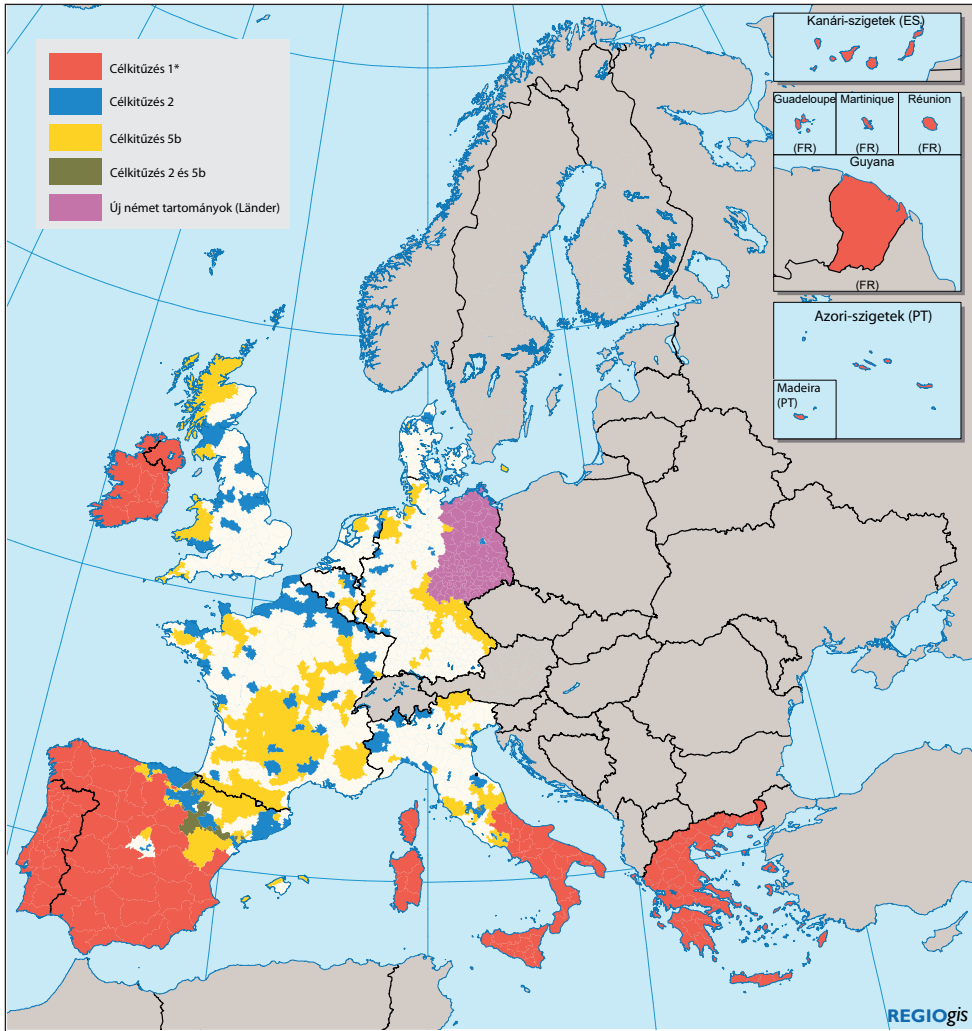 Célkitűzés 1*
Célkitűzés 2
Célkitűzés 5b
Célkitűzés 2 és 5b
Új német tartományok (Länder)
Kanári-szigetek (ES)
Guadeloupe
(FR)
Martinique
(FR)
Réunion
(FR)
Guyana
(FR)
Azori-szigetek (PT)
Madeira
(PT)
REGIOgis